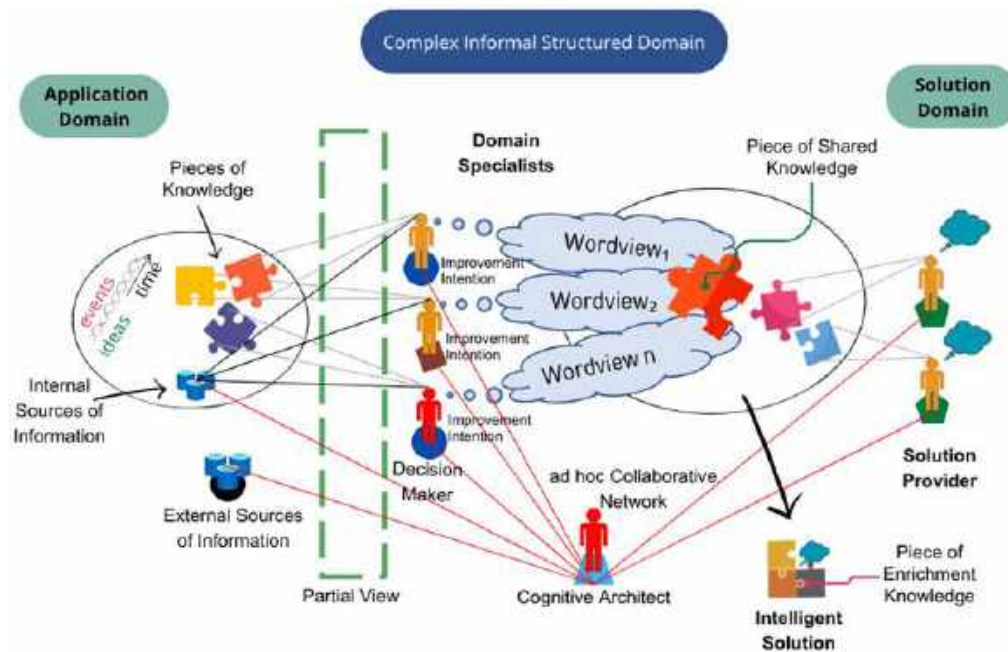 Complex Informal Structured Domain
Application
Domain
Solution
Domain
Domain
Specialists
Piece of Shared
Knowledge
Pieces of
Knowledge
events
ideas
time
Wordview₁
Improvement
Intention
Wordview₂
Improvement
Intention
Wordview n
Improvement
Intention
Internal
Sources of
Information
Decision
Maker
ad hoc Collaborative
Network
Solution
Provider
External Sources
of Information
Partial View
Cognitive Architect
Piece of
Enrichment
Knowledge
Intelligent
Solution